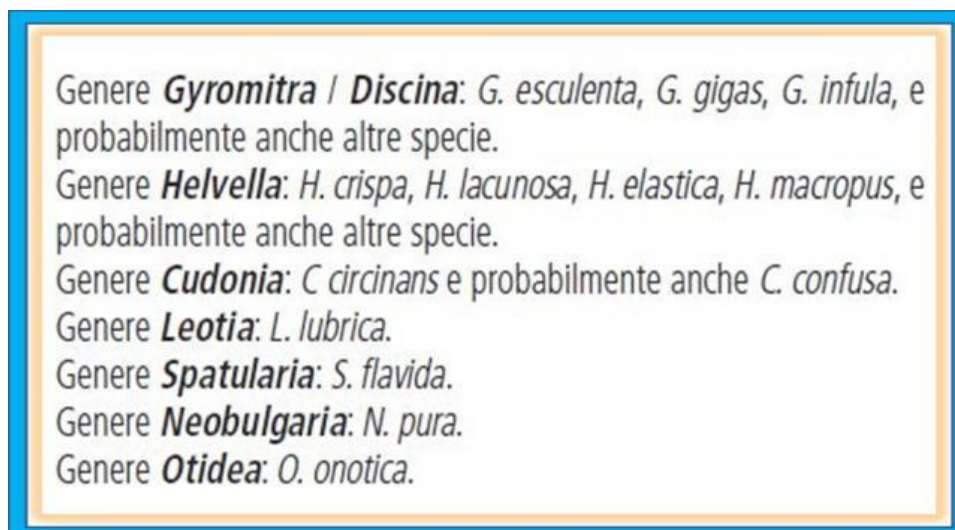 Genere Gyromitra / Discina: G. esculenta, G. gigas, G. infula, e
probabilmente anche altre specie.
Genere Helvella: H. crispa, H. lacunosa, H. elastica, H. macropus, e
probabilmente anche altre specie.
Genere Cudonia: C circinans e probabilmente anche C. confusa.
Genere Leotia: L. lubrica.
Genere Spatularia: S. flavida.
Genere Neobulgaria: N. pura.
Genere Otidea: O. onotica.